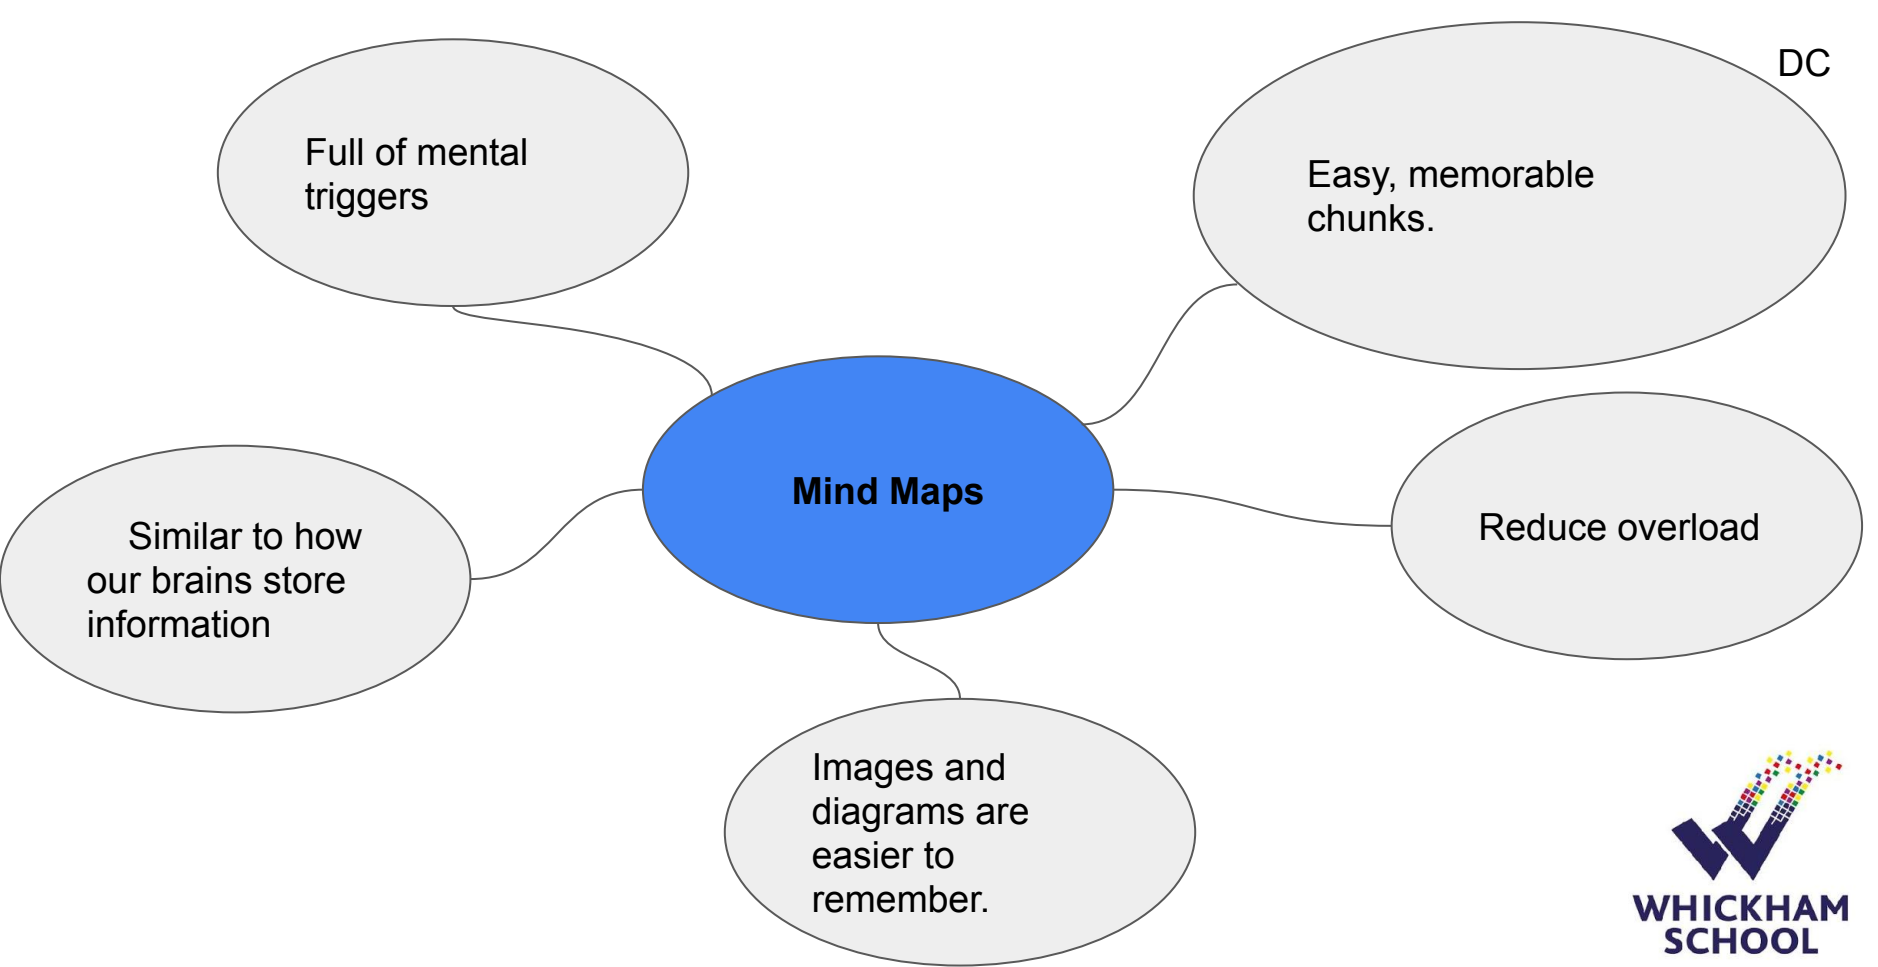 DC
Full of mental
triggers
Easy, memorable
chunks.
Mind Maps
Reduce overload
Similar to how
our brains store
information
Images and
diagrams are
easier to
remember.
WHICKHAM
SCHOOL